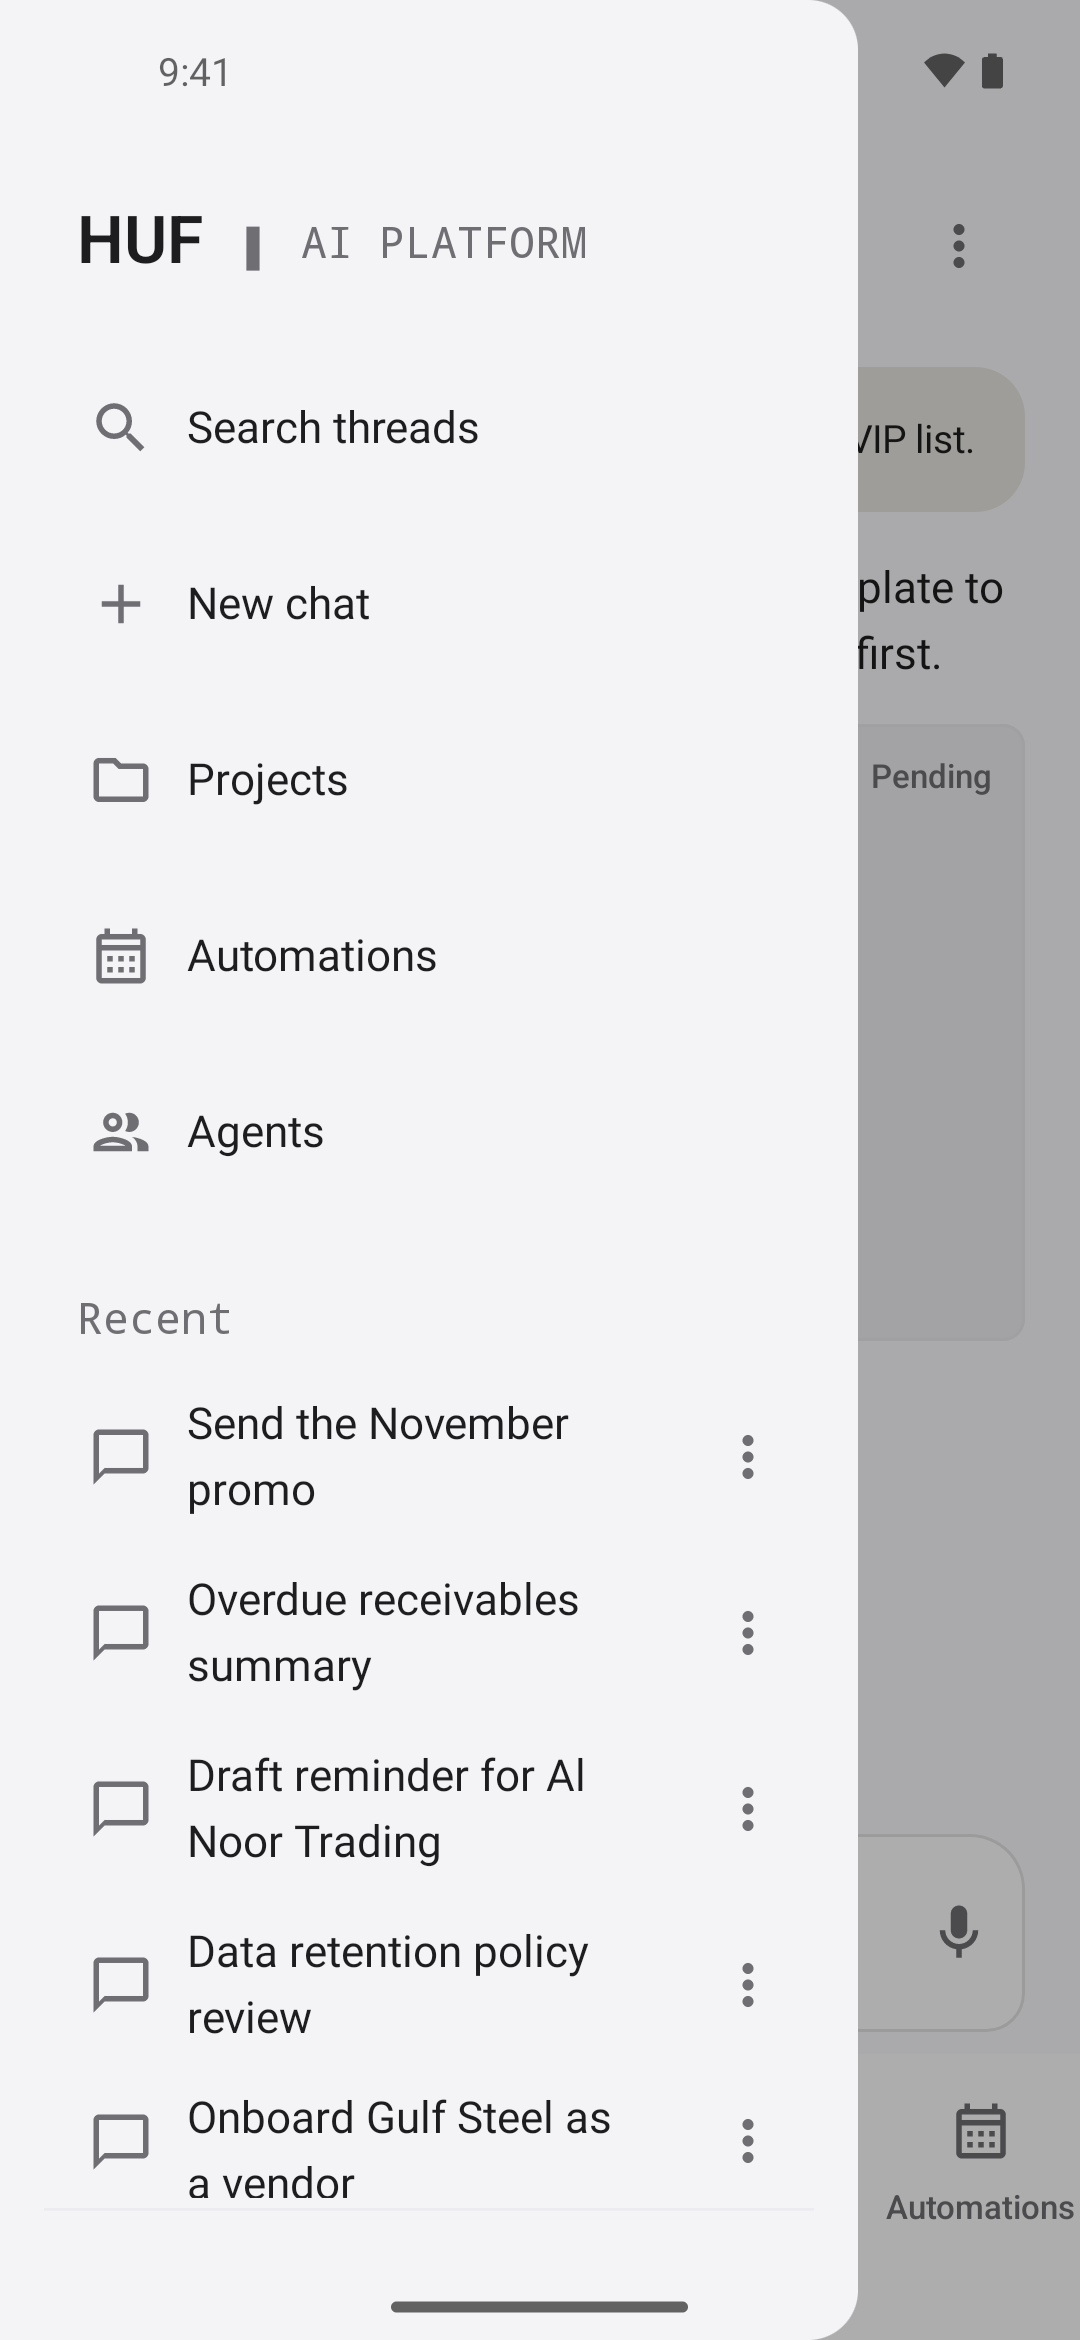 9:41
HUF AI PLATFORM
Search threads
New chat
Projects
Automations
Agents
Recent
Send the November
promo
Overdue receivables
summary
Draft reminder for Al
Noor Trading
Data retention policy
review
Onboard Gulf Steel as
a vendor
VIP list.
plate to
first.
Pending
Automations